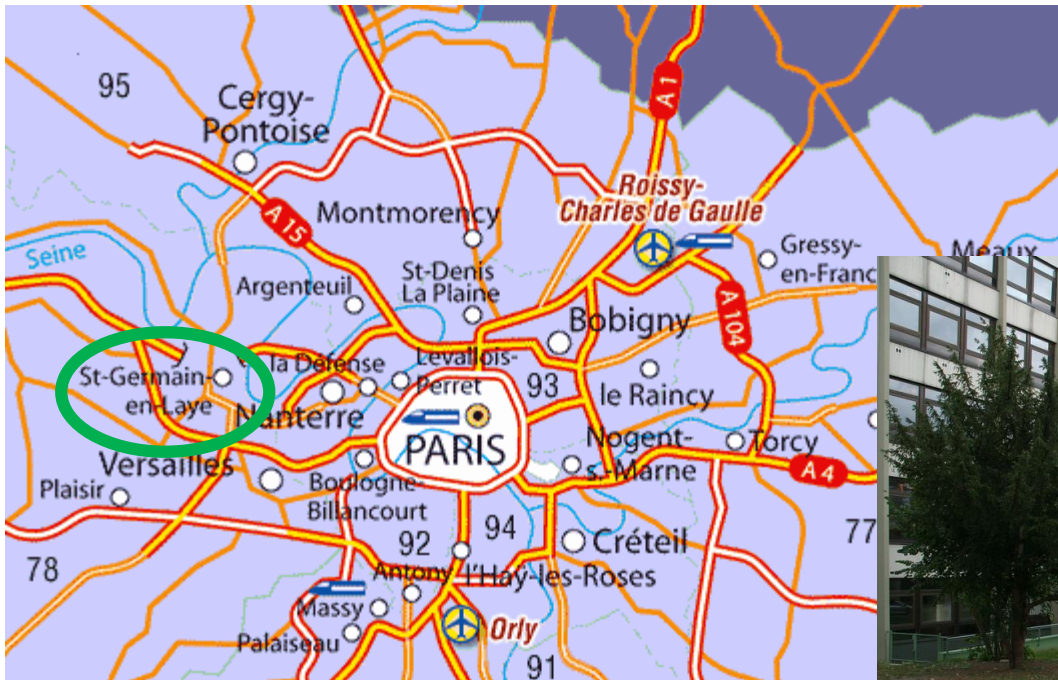 95
Cergy-
Pontoise
A 1
Roissy-
Charles de Gaulle
Montmorency
A 15
Seine
Gressy-
en-Franc
Meaux
St-Denis
La Plaine
Argenteuil
A 104
Bobigny
la Défense
Levallois-
Perret
93
le Raincy
St-Germain-
en-Laye
Nanterre
PARIS
Nogent-
s.-Marne
Torcy
A 4
Versailles
Plaisir
Boulogne-
Billancourt
94
92
Créteil
77
78
Antony
l'Hay-les-Roses
Massy
Palaiseau
Orly
91